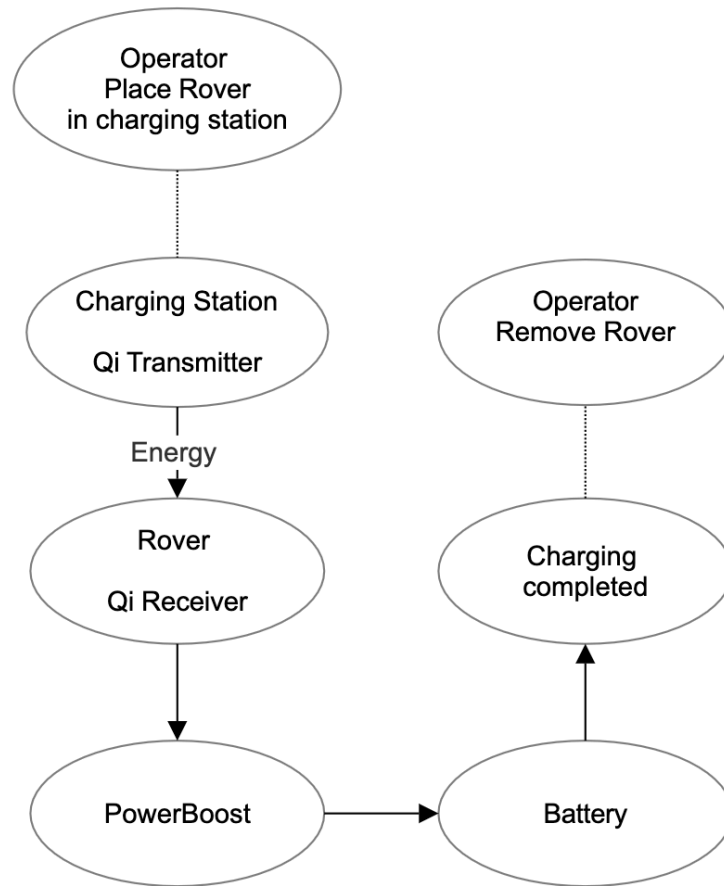 Operator
Place Rover
in charging station
Charging Station
Qi Transmitter
Energy
Rover
Qi Receiver
PowerBoost
Battery
Charging
completed
Operator
Remove Rover